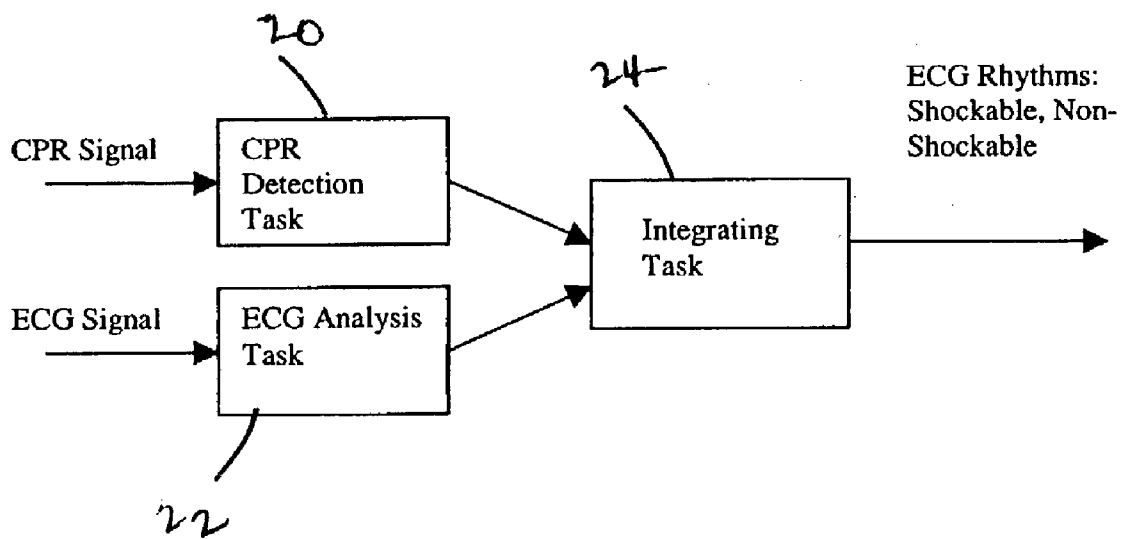 20
24
ECG Rhythms:
Shockable, Non-
Shockable
CPR Signal
CPR
Detection
Task
Integrating
Task
ECG Signal
ECG Analysis
Task
22